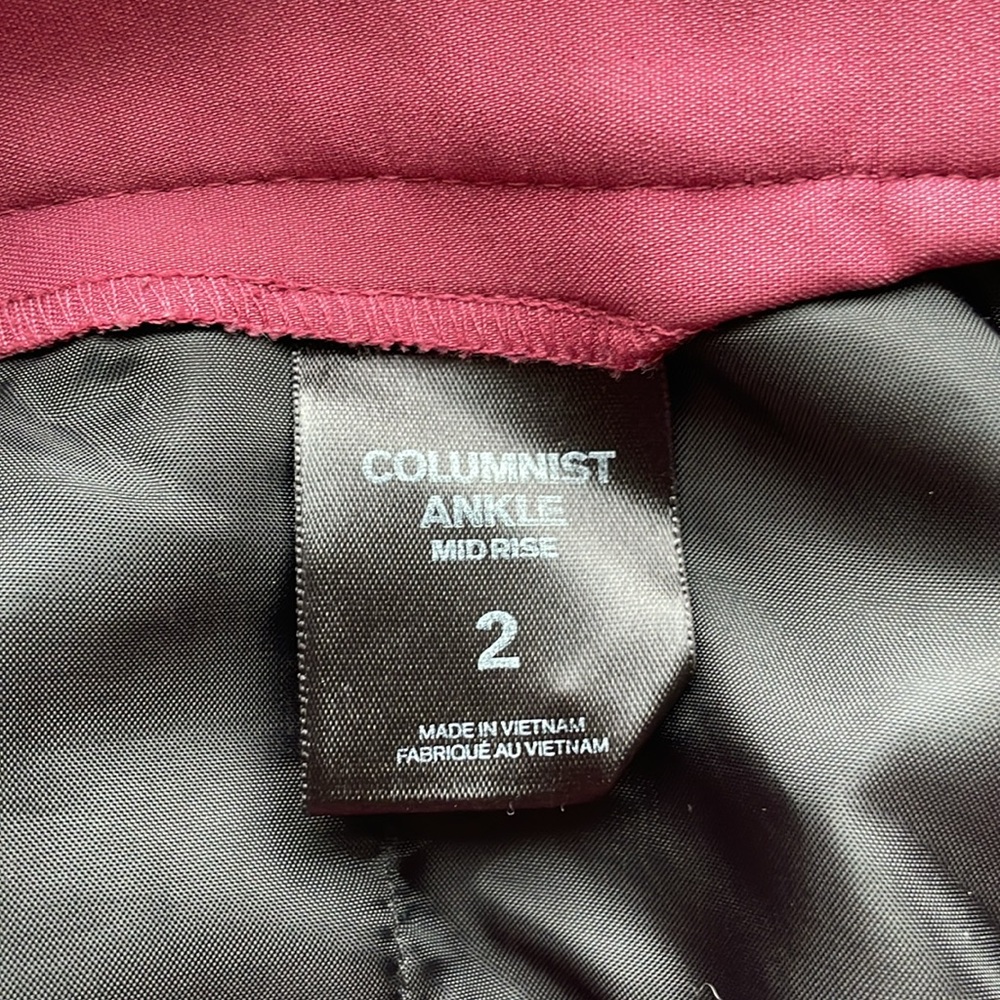 COLUMNIST
ANKLE
MID RISE
2
MADE IN VIETNAM
FABRIQUÉ AU VIETNAM